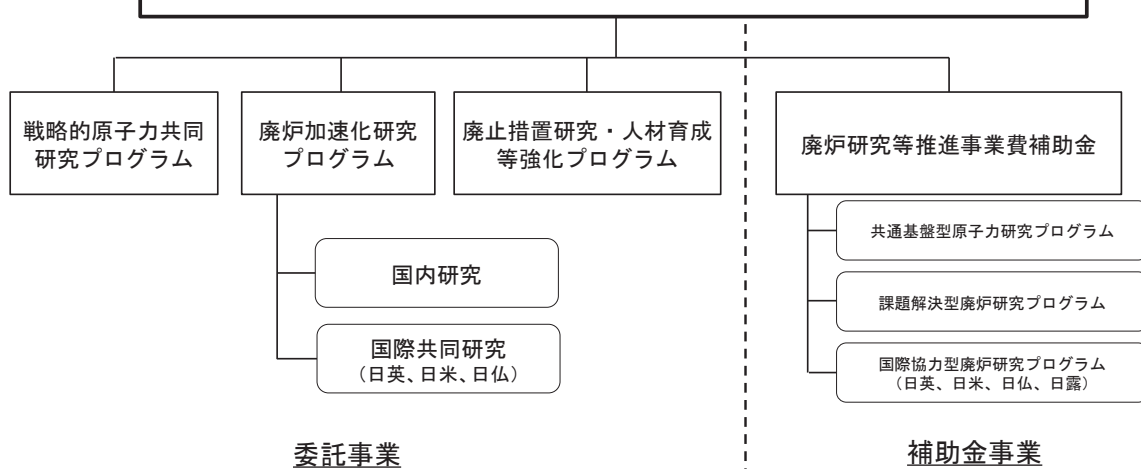 戦略的原子力共同
研究プログラム
廃炉加速化研究
プログラム
廃止措置研究・人材育成
等強化プログラム
廃炉研究等推進事業費補助金
国内研究
国際共同研究
（日英、日米、日仏）
共通基盤型原子力研究プログラム
課題解決型廃炉研究プログラム
国際協力型廃炉研究プログラム
（日英、日米、日仏、日露）
委託事業
補助金事業